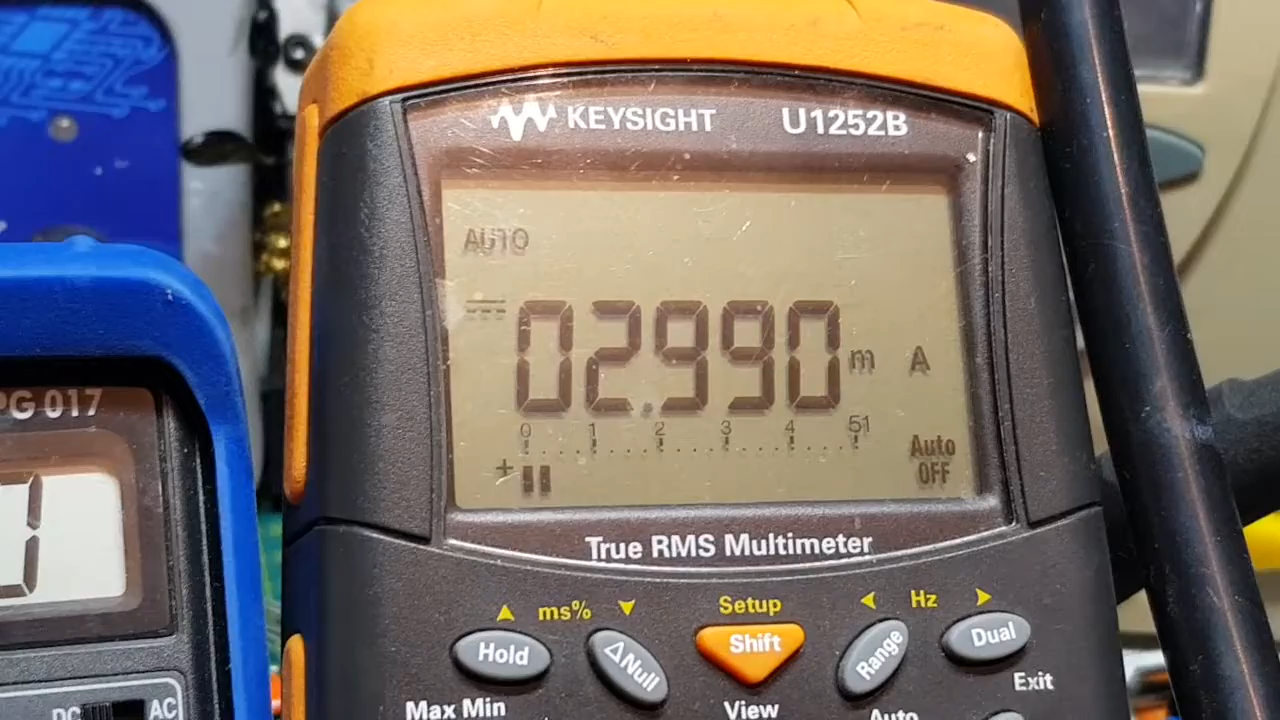 KEYSIGHT U1252B
AUTO
02.990 m A
0 1 2 3 4 51
+
Auto
OFF
True RMS Multimeter
PG 017
ms% Setup Hz
Hold ΔNull Shift Range Dual
Exit
Max Min View Auto
DC AC